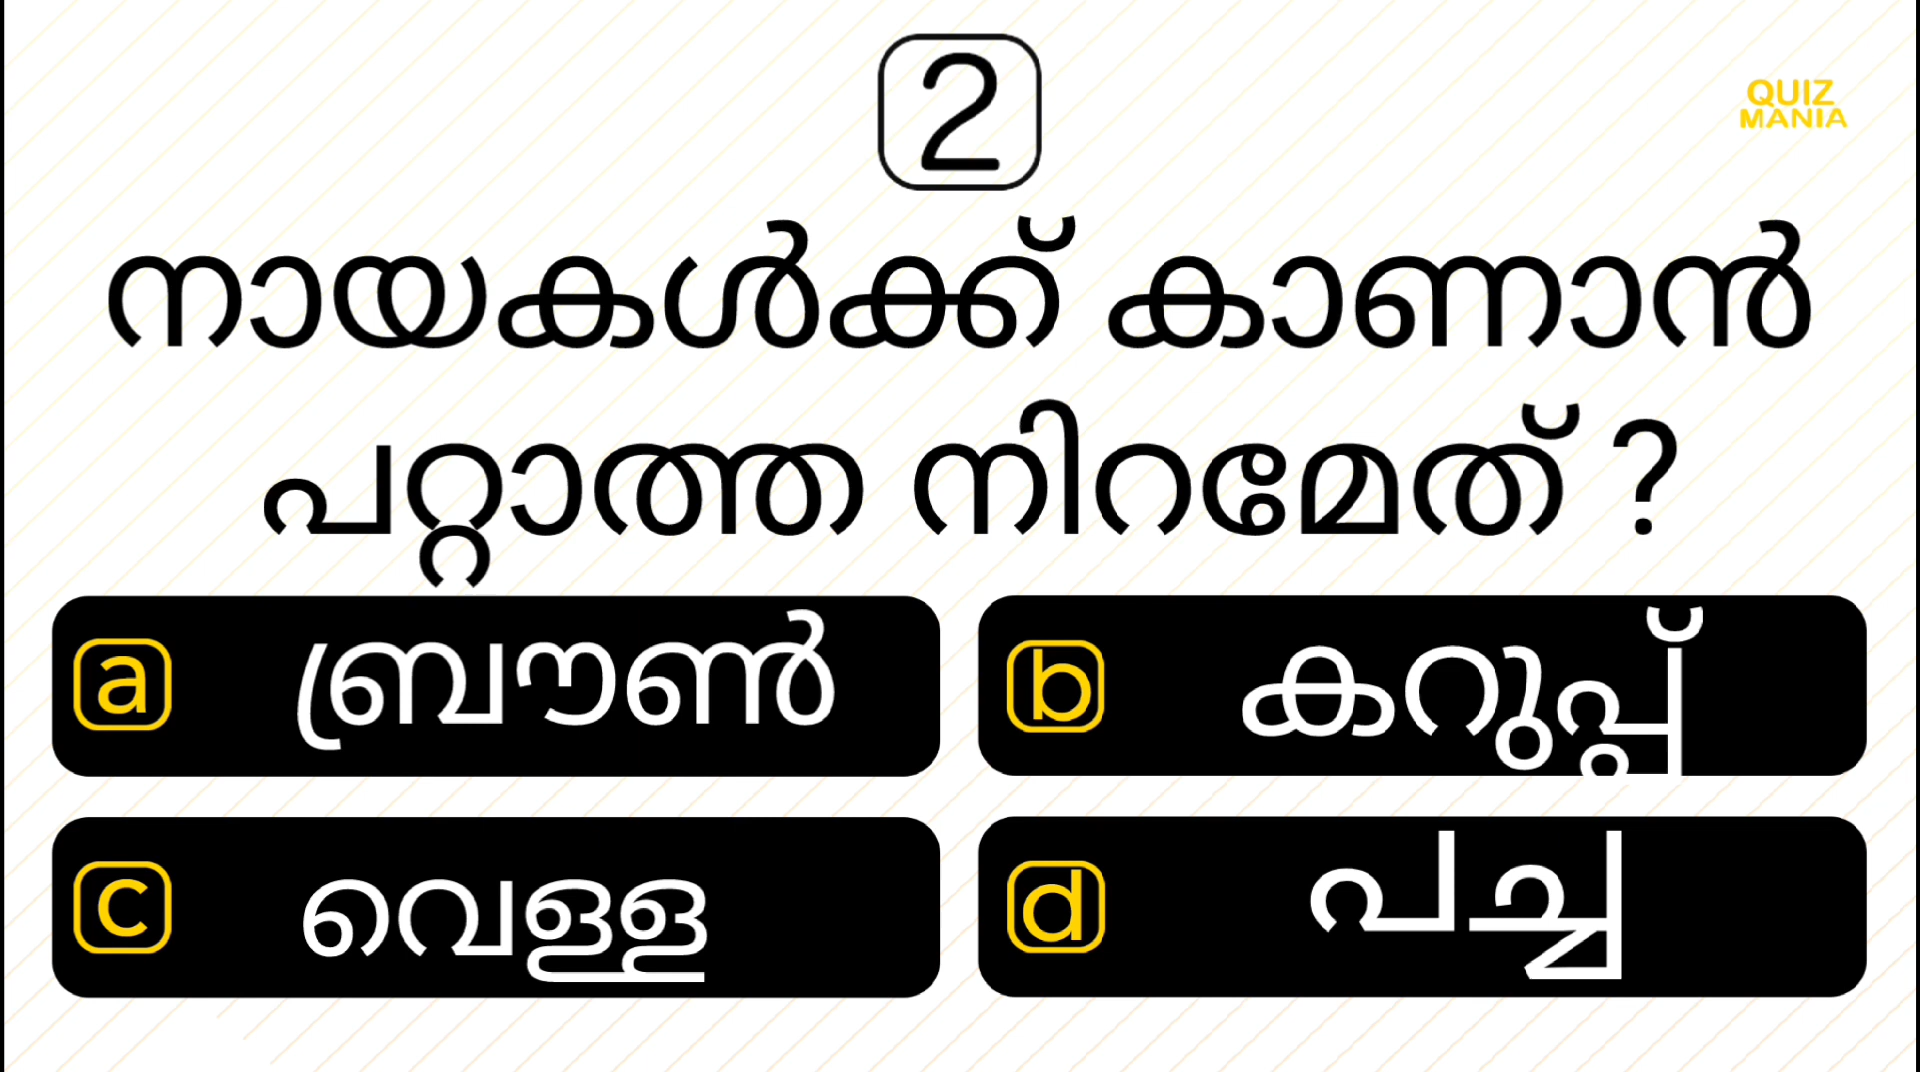 2
QUIZ
MANIA
നായകൾക്ക് കാണാൻ
പറ്റാത്ത നിറമേത് ?
a ബ്രൗൺ
b കറുപ്പ്
c വെള്ള
d പച്ച